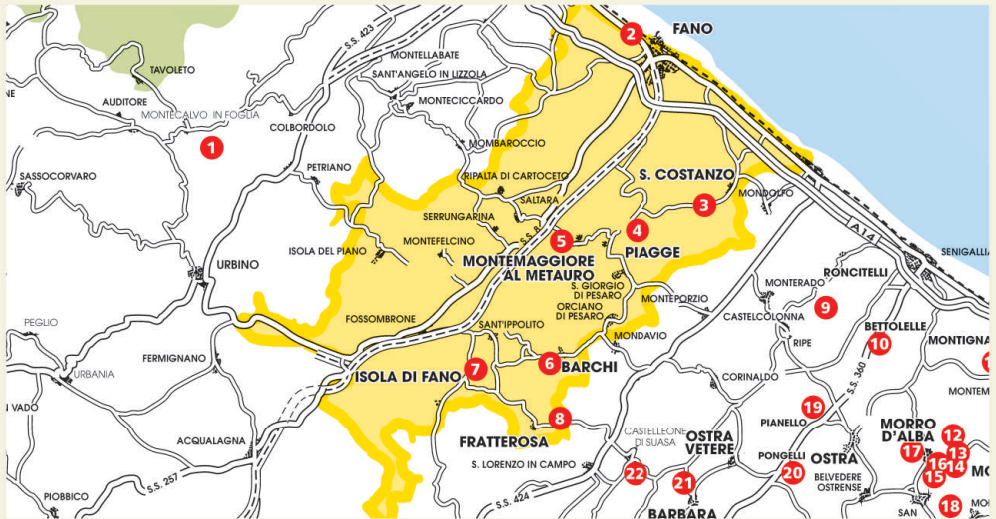 2
FANO
S.S. 423
TAVOLETO
MONTELLABATE
SANT'ANGELO IN LIZZOLA
AUDITORE
MONTECICCARDO
MONTECALVO IN FOGLIA
COLBORDOLO
1
MOMBAROCCIO
PETRIANO
SASSOCORVARO
RIPALTA DI CARTOCETO
S. COSTANZO
SALTARA
3
MONDOLFO
SERRUNGARINA
4
A14
5
MONTEFELCINO
ISOLA DEL PIANO
PIAGGE
SENIGALLI
URBINO
MONTEMAGGIORE
AL METAURO
RONCITELLI
S. GIORGIO
DI PESARO
MONTERADO
MONTEPORZIO
9
ORCIANO
DI PESARO
CASTELCOLONNA
FOSSOMBRONE
SANT'IPPOLITO
BETTOLELLE
PEGLIO
MONDAVIO
RIPE
10
MONTIGNA
FERMIGNANO
6
BARCHI
7
ISOLA DI FANO
URBANIA
CORINALDO
S.S. 360
MONTEM
N VADO
19
8
PIANELLO
MORRO
D'ALBA
12
ACQUALAGNA
FRATTEROSA
CASTELLEONE
DI SUASA
OSTRA
VETERE
17
13
PONGELLI
OSTRA
16
14
MO
S. LORENZO IN CAMPO
22
21
20
BELVEDERE
OSTRENSE
15
S.S. 257
S.S. 424
PIOBBICO
BARBARA
SAN
18